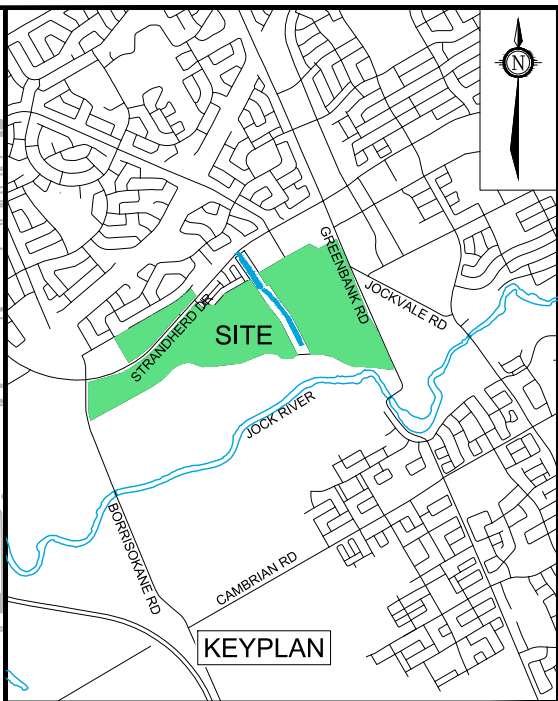 N
GREENBANK RD
JOCKVALE RD
STRANDHERD DR
SITE
JOCK RIVER
BORRISOKANE RD
CAMBRIAN RD
KEYPLAN